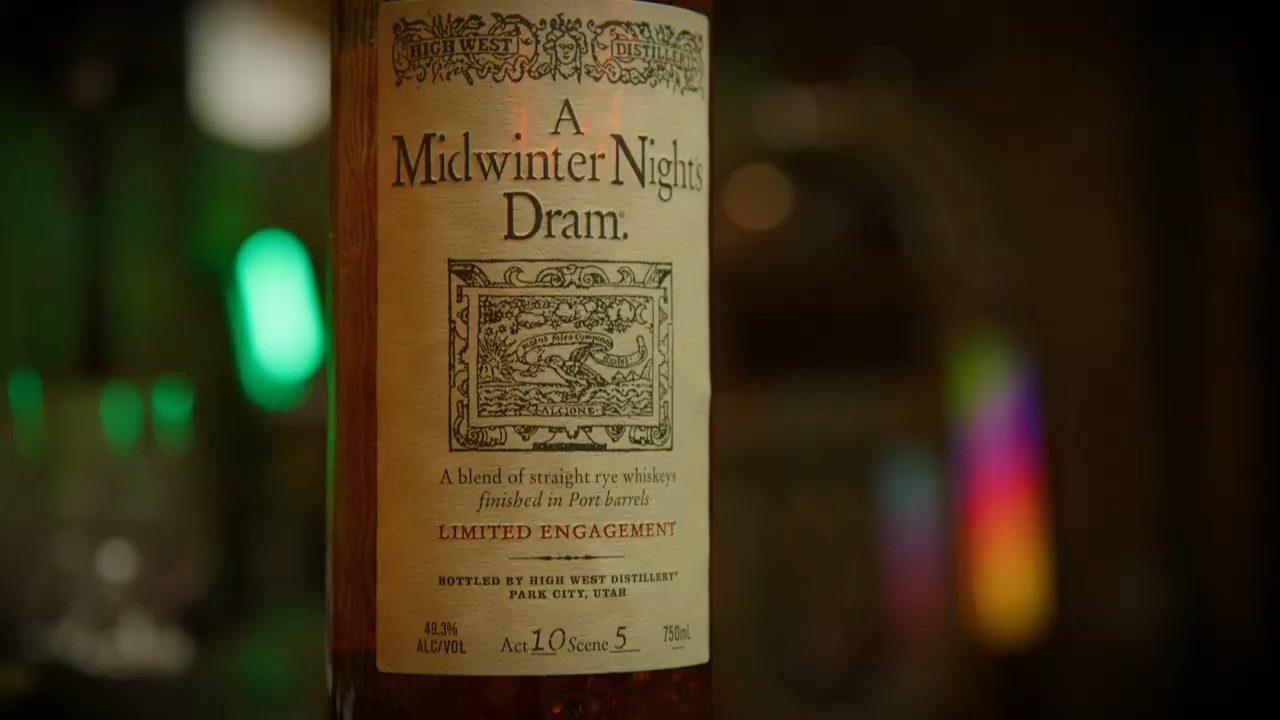 HIGH WEST DISTILLERY
A
Midwinter Night's
Dram.
ALCIONE
A blend of straight rye whiskeys
finished in Port barrels
LIMITED ENGAGEMENT
BOTTLED BY HIGH WEST DISTILLERY®
PARK CITY, UTAH
49.3%
ALC/VOL
Act 10 Scene 5
750mL